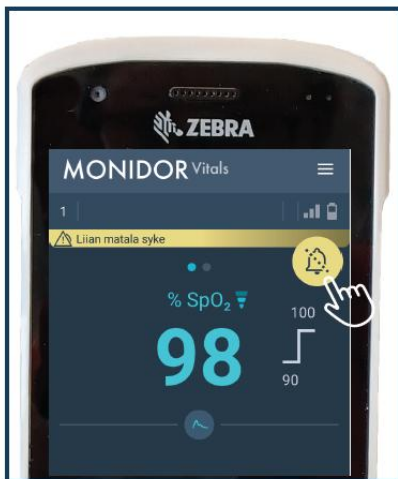 ZEBRA
MONIDOR Vitals
1
Liian matala syke
% SpO₂
100
98
90